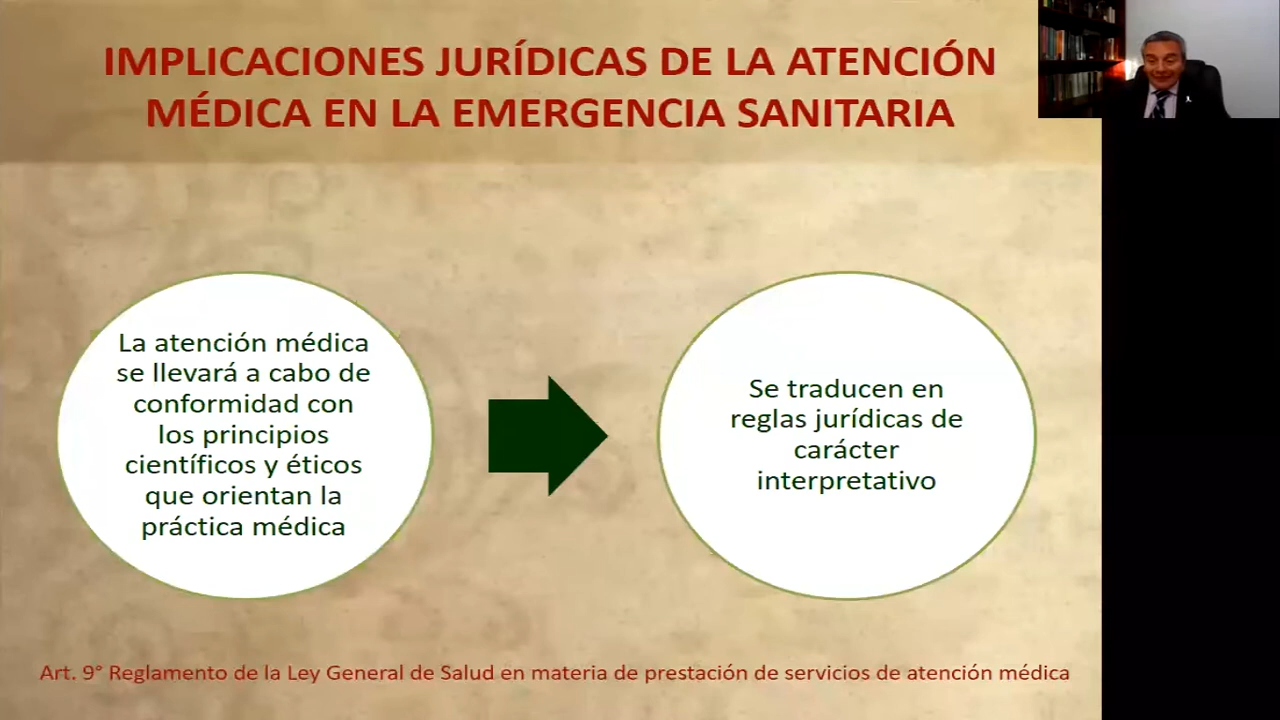 IMPLICACIONES JURÍDICAS DE LA ATENCIÓN
MÉDICA EN LA EMERGENCIA SANITARIA
La atención médica
se llevará a cabo de
conformidad con
los principios
científicos y éticos
que orientan la
práctica médica
Se traducen en
reglas jurídicas de
carácter
interpretativo
Art. 9° Reglamento de la Ley General de Salud en materia de prestación de servicios de atención médica